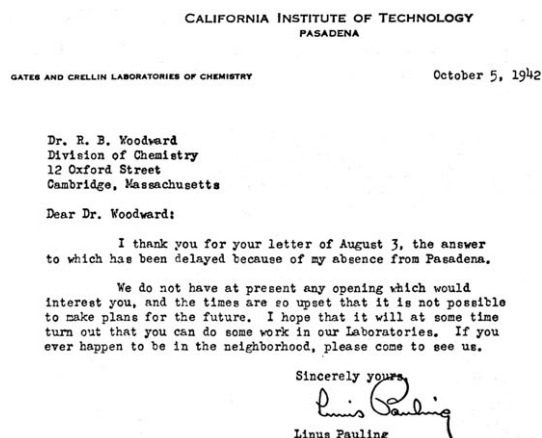 CALIFORNIA INSTITUTE OF TECHNOLOGY
PASADENA
GATES AND CRELLIN LABORATORIES OF CHEMISTRY
October 5, 1942
Dr. R. B. Woodward
Division of Chemistry
12 Oxford Street
Cambridge, Massachusetts
Dear Dr. Woodward:
I thank you for your letter of August 3, the answer
to which has been delayed because of my absence from Pasadena.
We do not have at present any opening which would
interest you, and the times are so upset that it is not possible
to make plans for the future. I hope that it will at some time
turn out that you can do some work in our Laboratories. If you
ever happen to be in the neighborhood, please come to see us.
Sincerely yours,
Linus Pauling
Linus Pauling